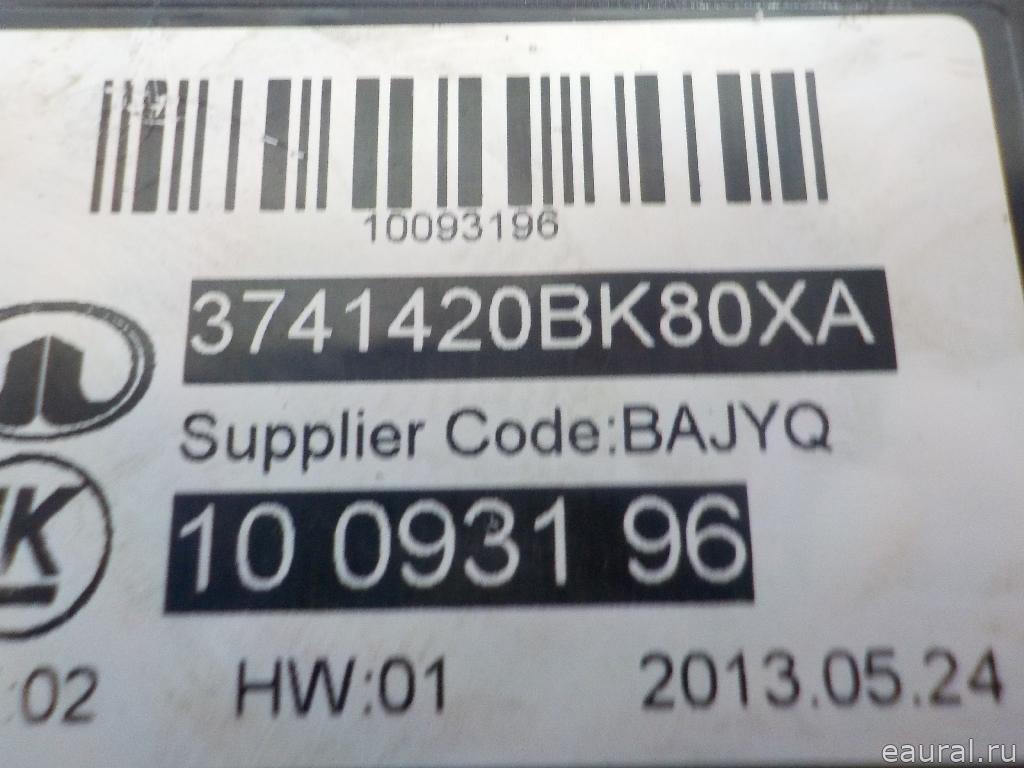 10093196
3741420BK80XA
Supplier Code:BAJYQ
10 0931 96
:02 HW:01 2013.05.24
eaural.ru